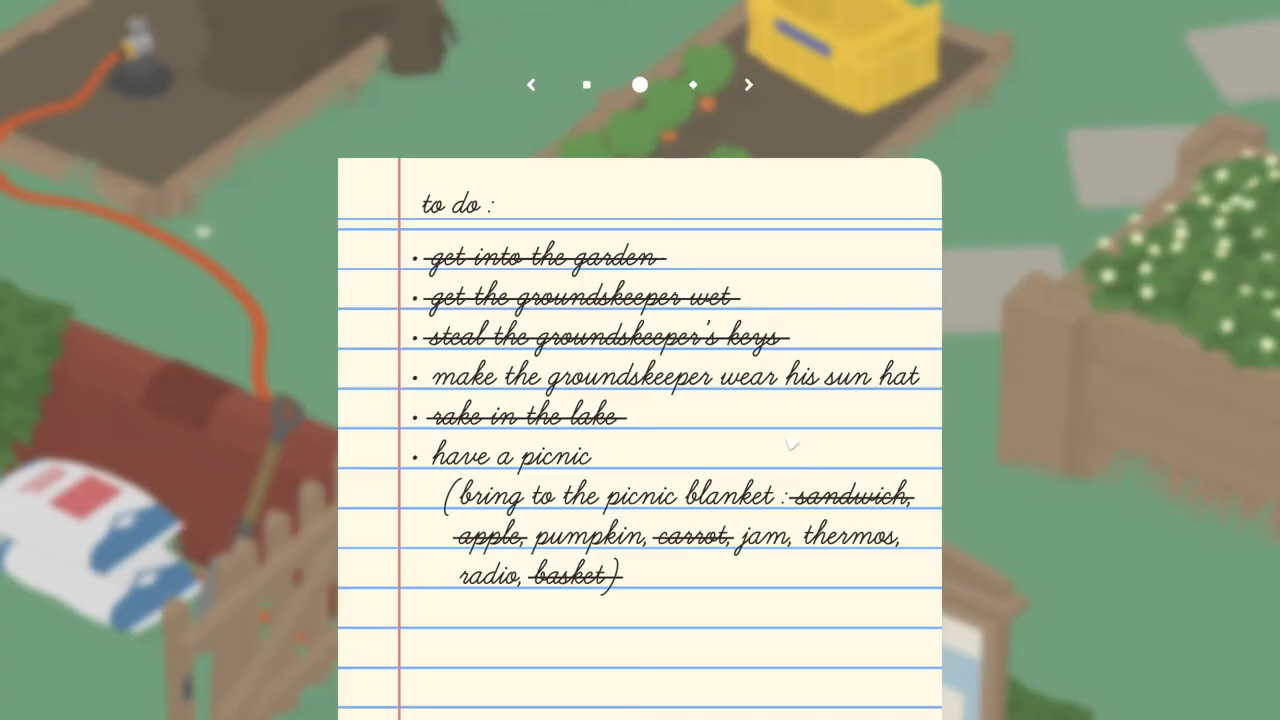 to do :
• get into the garden
• get the groundskeeper wet
• steal the groundskeeper's keys
• make the groundskeeper wear his sun hat
• rake in the lake
• have a picnic
(bring to the picnic blanket : sandwich,
apple, pumpkin, carrot, jam, thermos,
radio, basket)